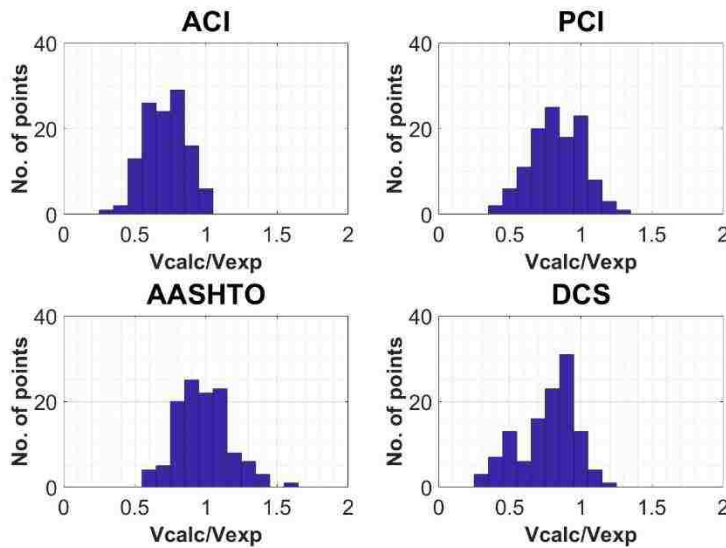 ACI
PCI
40
20
0
No. of points
0 0.5 1 1.5 2
Vcalc/Vexp
40
20
0
No. of points
0 0.5 1 1.5 2
Vcalc/Vexp
AASHTO
DCS
40
20
0
No. of points
0 0.5 1 1.5 2
Vcalc/Vexp
40
20
0
No. of points
0 0.5 1 1.5 2
Vcalc/Vexp